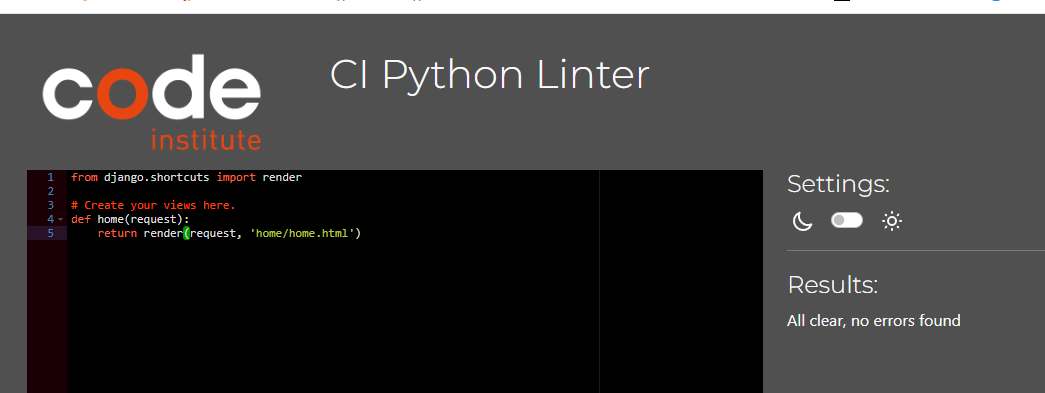 code
institute
CI Python Linter
1 from django.shortcuts import render
2
3 # Create your views here.
4 def home(request):
5     return render(request, 'home/home.html')
Settings:
Results:
All clear, no errors found